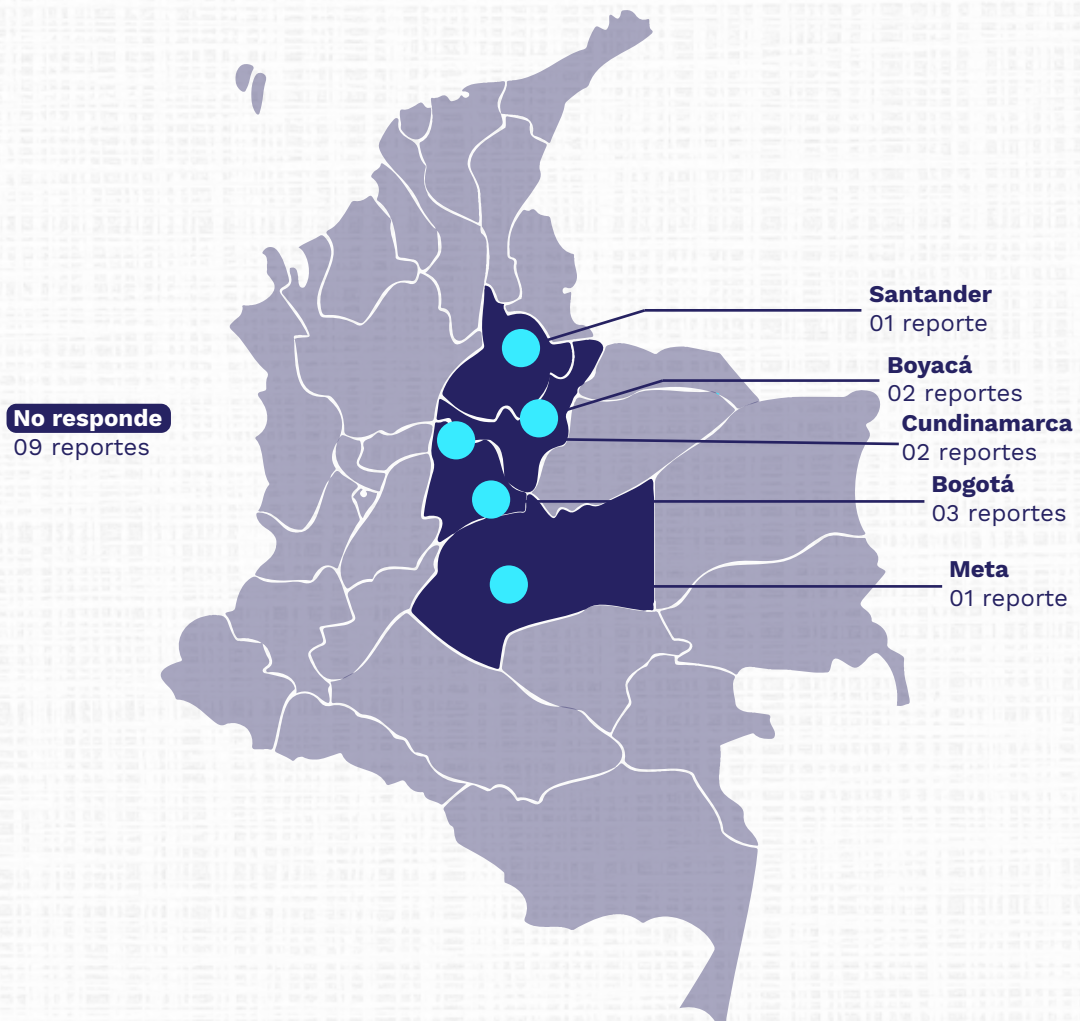 Santander
01 reporte
Boyacá
02 reportes
No responde
09 reportes
Cundinamarca
02 reportes
Bogotá
03 reportes
Meta
01 reporte